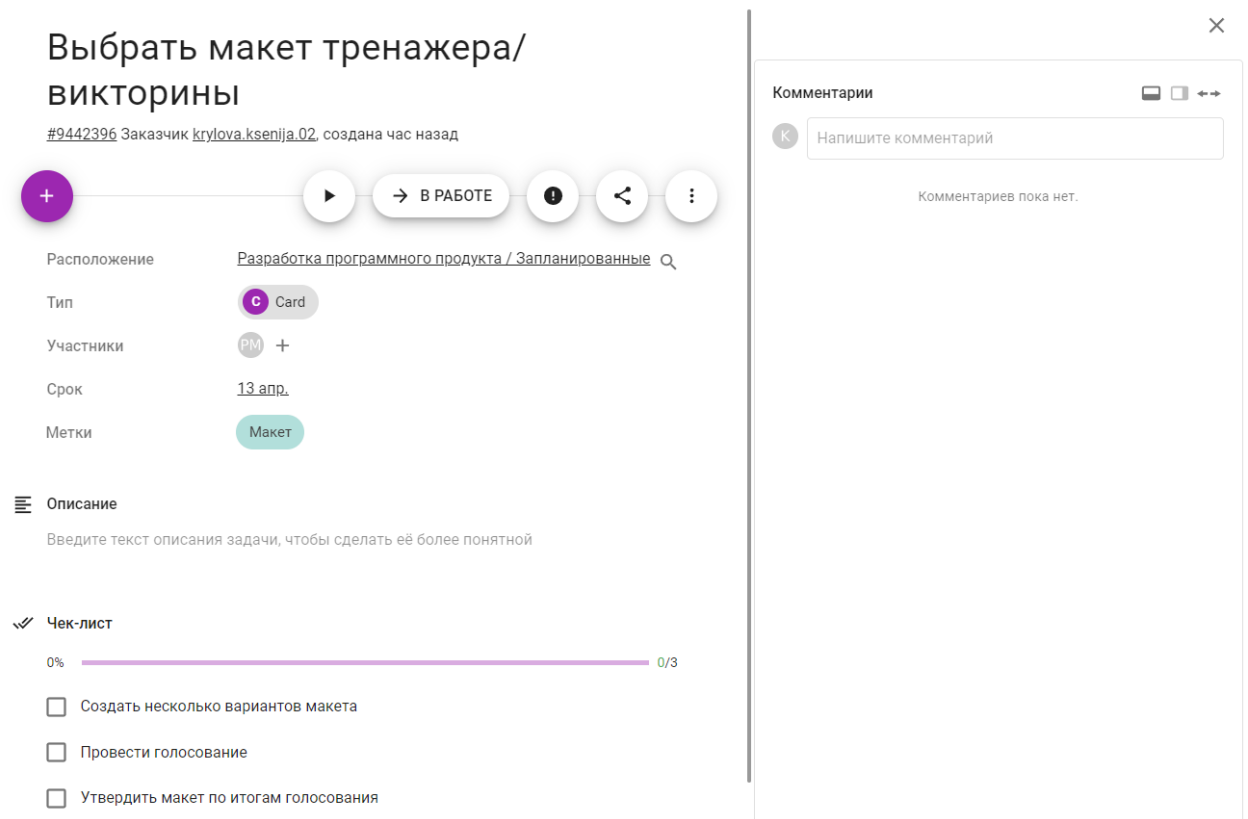 Выбрать макет тренажера/
викторины
#9442396 Заказчик krylova.ksenija.02, создана час назад
+
В РАБОТЕ
Расположение Разработка программного продукта / Запланированные
Тип C Card
Участники PM +
Срок 13 апр.
Метки Макет
Описание
Введите текст описания задачи, чтобы сделать её более понятной
Чек-лист
0% 0/3
Создать несколько вариантов макета
Провести голосование
Утвердить макет по итогам голосования
Комментарии
K Напишите комментарий
Комментариев пока нет.